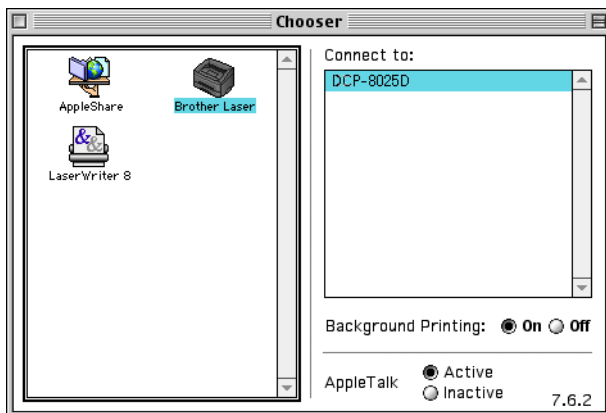 Chooser
AppleShare
Brother Laser
LaserWriter 8
Connect to:
DCP-8025D
Background Printing: On Off
AppleTalk
Active
Inactive
7.6.2